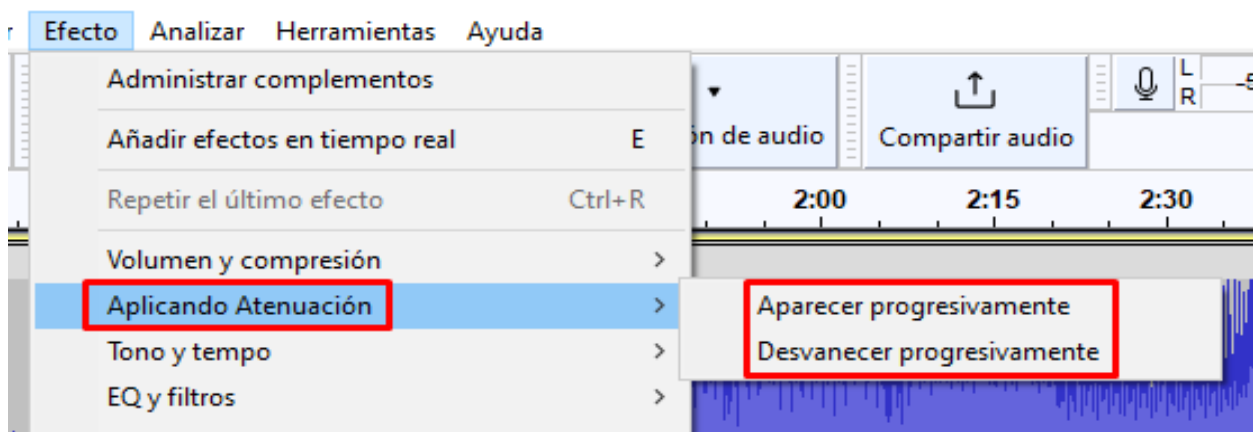 Efecto Analizar Herramientas Ayuda
Administrar complementos
Añadir efectos en tiempo real E
Repetir el último efecto Ctrl+R
Volumen y compresión
Aplicando Atenuación
Tono y tempo
EQ y filtros
Aparecer progresivamente
Desvanecer progresivamente
de audio
Compartir audio
L
R
2:00 2:15 2:30